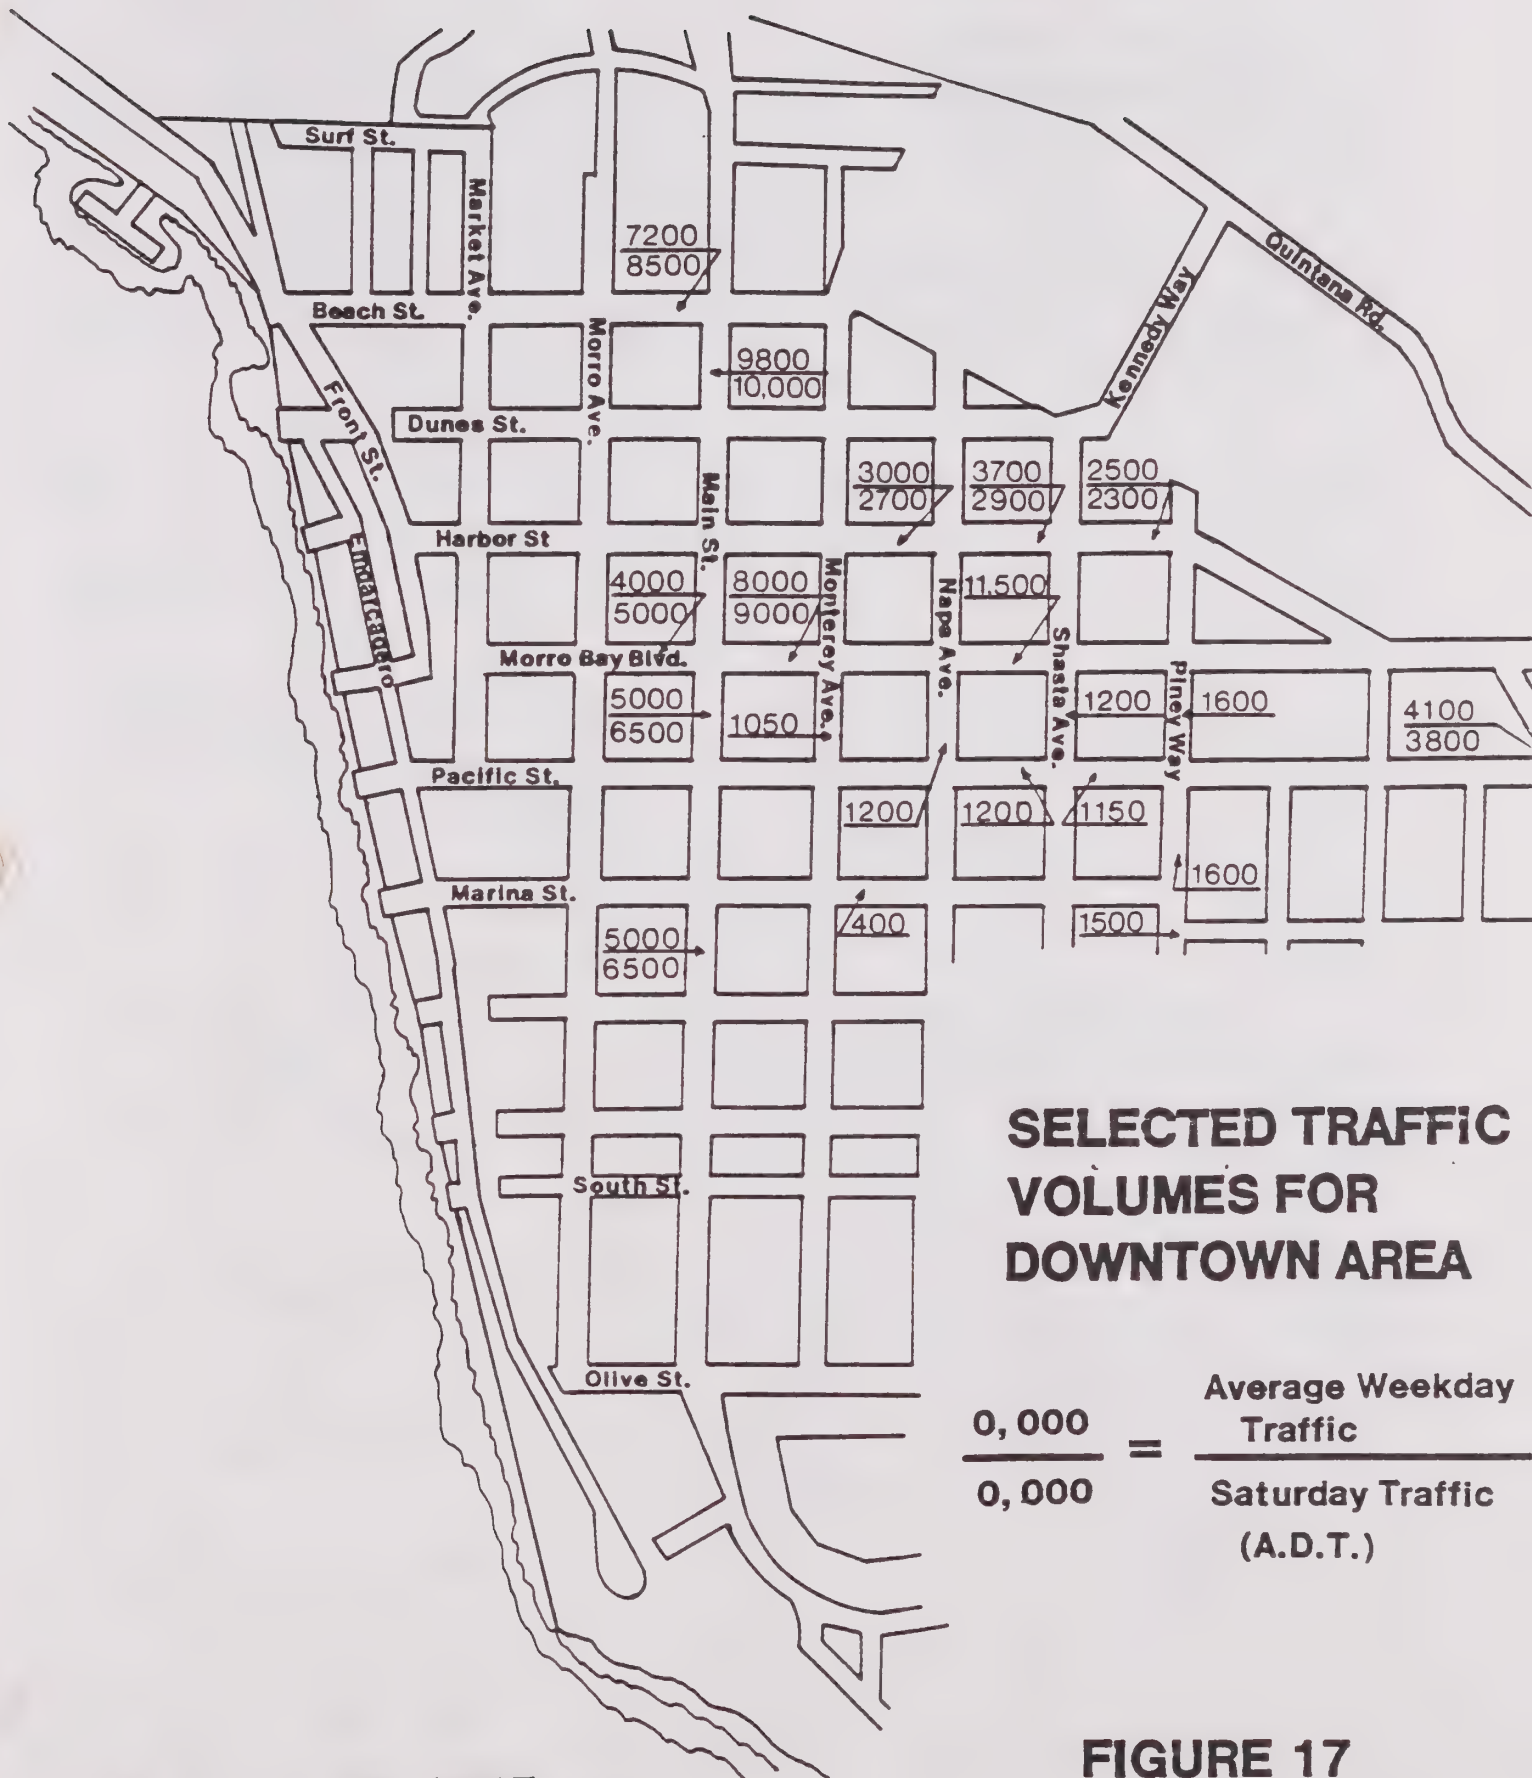 Surf St.
Market Ave.
7200
8500
Beach St.
Morro Ave.
9800
10,000
Kennedy Way
Quintana Rd.
Front St.
Dunes St.
Main St.
3000
2700
3700
2900
2500
2300
Harbor St
Embarcadero
4000
5000
8000
9000
Monterey Ave.
Napa Ave.
11,500
Shasta Ave.
Morro Bay Blvd.
Piney Way
5000
6500
1050
1200
1600
4100
3800
Pacific St.
1200
1200
1150
1600
Marina St.
5000
6500
400
1500
South St.
Olive St.
SELECTED TRAFFIC
VOLUMES FOR
DOWNTOWN AREA
0,000
0,000
=
Average Weekday
Traffic
Saturday Traffic
(A.D.T.)
FIGURE 17